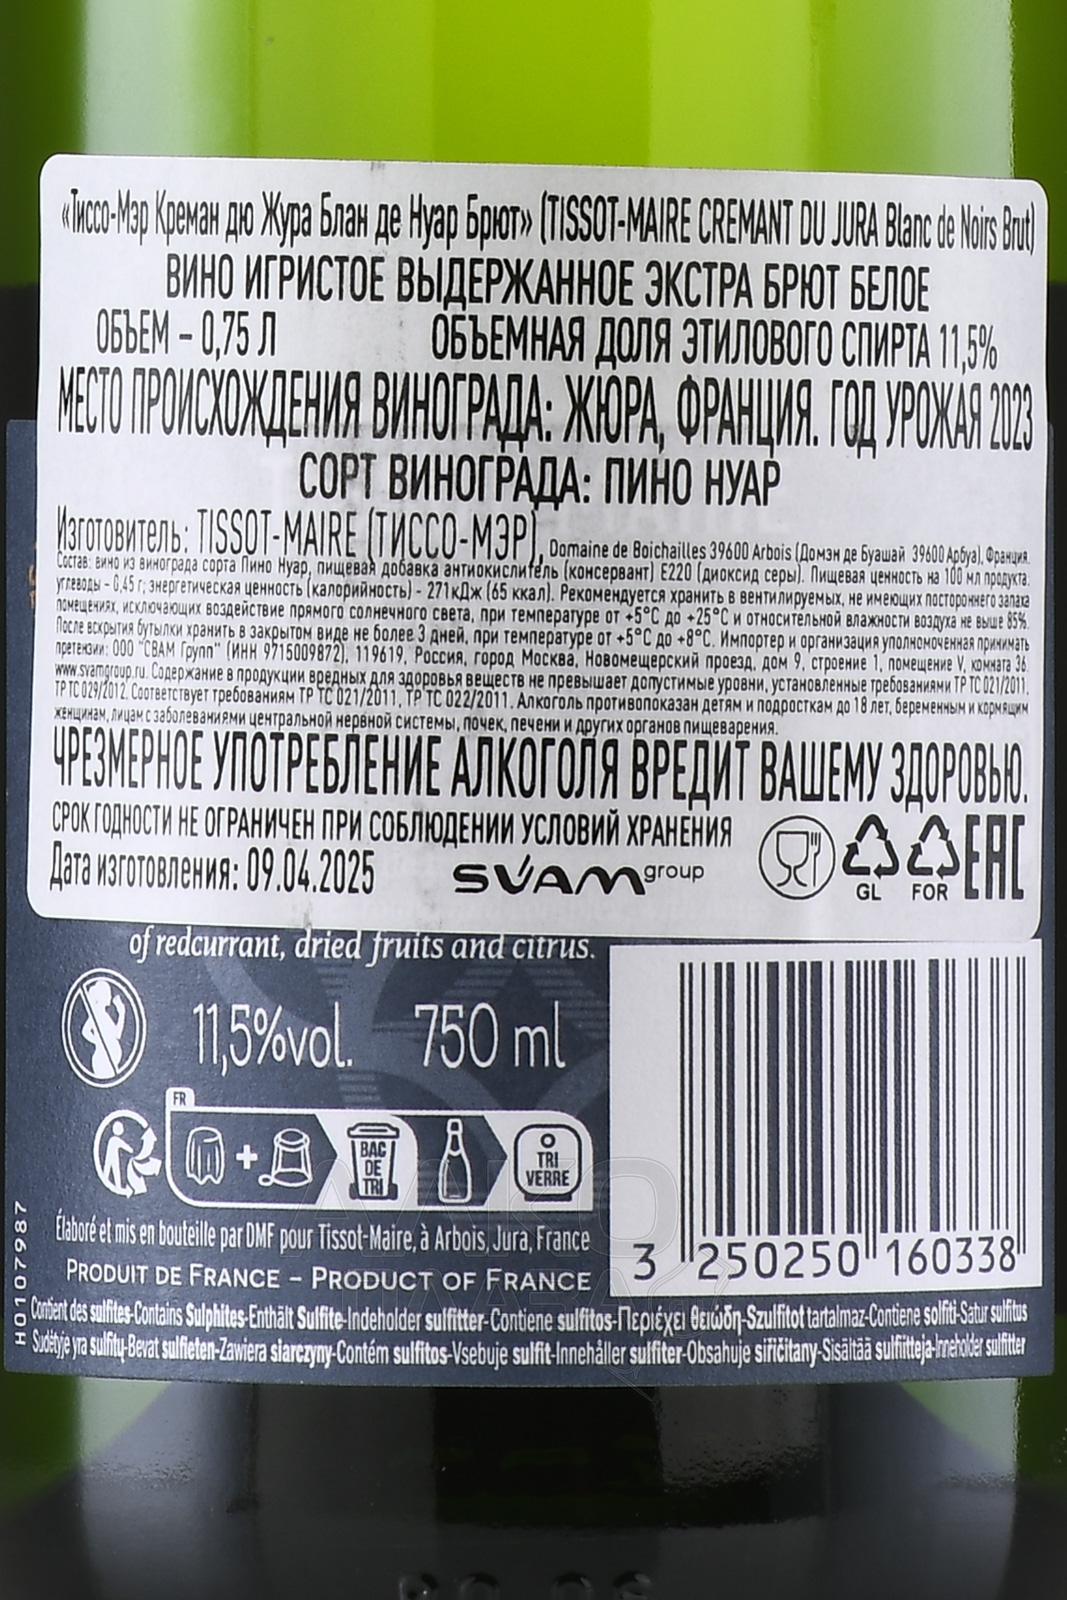 «Тиссо-Мэр Креман дю Жура Блан де Нуар Брют» (TISSOT-MAIRE CREMANT DU JURA Blanc de Noirs Brut)
ВИНО ИГРИСТОЕ ВЫДЕРЖАННОЕ ЭКСТРА БРЮТ БЕЛОЕ
ОБЪЕМ – 0,75 Л ОБЪЕМНАЯ ДОЛЯ ЭТИЛОВОГО СПИРТА 11,5%
МЕСТО ПРОИСХОЖДЕНИЯ ВИНОГРАДА: ЖЮРА, ФРАНЦИЯ. ГОД УРОЖАЯ 2023
СОРТ ВИНОГРАДА: ПИНО НУАР
Изготовитель: TISSOT-MAIRE (ТИССО-МЭР), Domaine de Boichailles 39600 Arbois (Домэн де Буашай 39600 Арбуа), Франция.
Состав: вино из винограда сорта Пино Нуар, пищевая добавка антиокислитель (консервант) Е220 (диоксид серы). Пищевая ценность на 100 мл продукта:
углеводы – 0,45 г; энергетическая ценность (калорийность) - 271кДж (65 ккал). Рекомендуется хранить в вентилируемых, не имеющих постороннего запаха
помещениях, исключающих воздействие прямого солнечного света, при температуре от +5°C до +25°C и относительной влажности воздуха не выше 85%.
После вскрытия бутылки хранить в закрытом виде не более 3 дней, при температуре от +5°C до +8°C. Импортер и организация уполномоченная принимать
претензии: ООО "СВАМ Групп" (ИНН 9715009872), 119619, Россия, город Москва, Новомещерский проезд, дом 9, строение 1, помещение V, комната 36.
www.svamgroup.ru. Содержание в продукции вредных для здоровья веществ не превышает допустимые уровни, установленные требованиями ТР ТС 021/2011,
ТР ТС 029/2012. Соответствует требованиям ТР ТС 021/2011, ТР ТС 022/2011. Алкоголь противопоказан детям и подросткам до 18 лет, беременным и кормящим
женщинам, лицам с заболеваниями центральной нервной системы, почек, печени и других органов пищеварения.
ЧРЕЗМЕРНОЕ УПОТРЕБЛЕНИЕ АЛКОГОЛЯ ВРЕДИТ ВАШЕМУ ЗДОРОВЬЮ.
СРОК ГОДНОСТИ НЕ ОГРАНИЧЕН ПРИ СОБЛЮДЕНИИ УСЛОВИЙ ХРАНЕНИЯ
Дата изготовления: 09.04.2025 SVAM group
GL FOR EAC
of redcurrant, dried fruits and citrus.
11,5%vol. 750 ml
FR
BAC DE TRI
TRI VERRE
Élaboré et mis en bouteille par DMF pour Tissot-Maire, à Arbois, Jura, France
PRODUIT DE FRANCE – PRODUCT OF FRANCE
3 250250 160338
H0107987
Contient des sulfites-Contains Sulphites-Enthält Sulfite-Indeholder sulfitter-Contiene sulfitos-Περιέχει θειώδη-Szulfitot tartalmaz-Contiene solfiti-Satur sulfitus
Sudėtyje yra sulfitų-Bevat sulfieten-Zawiera siarczyny-Contém sulfitos-Vsebuje sulfit-Innehåller sulfiter-Obsahuje siřičitany-Sisältää sulfiitteja-Inneholder sulfitter